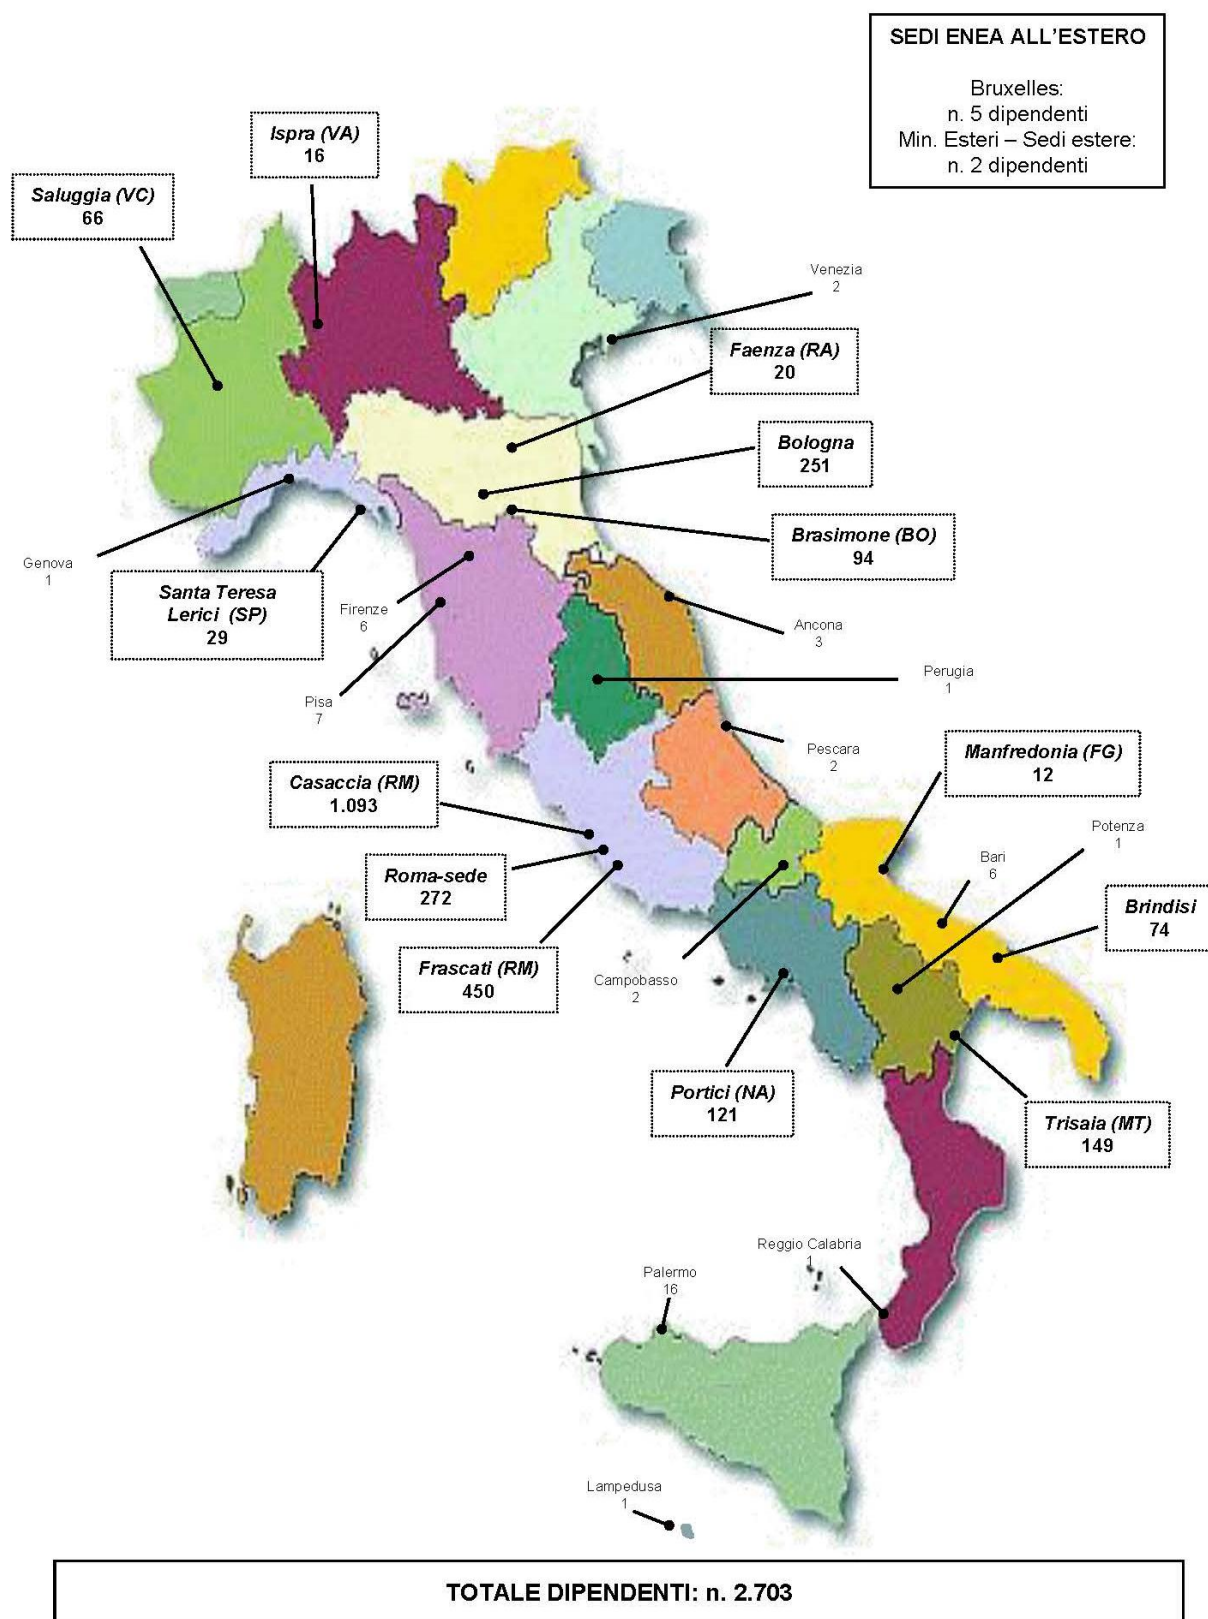 SEDI ENEA ALL'ESTERO
Bruxelles:
n. 5 dipendenti
Min. Esteri – Sedi estere:
n. 2 dipendenti
Ispra (VA)
16
Saluggia (VC)
66
Venezia
2
Faenza (RA)
20
Bologna
251
Brasimone (BO)
94
Genova
1
Santa Teresa
Lerici (SP)
29
Firenze
6
Ancona
3
Perugia
1
Pisa
7
Pescara
2
Manfredonia (FG)
12
Casaccia (RM)
1.093
Potenza
1
Bari
6
Roma-sede
272
Brindisi
74
Frascati (RM)
450
Campobasso
2
Portici (NA)
121
Trisaia (MT)
149
Reggio Calabria
1
Palermo
16
Lampedusa
1
TOTALE DIPENDENTI: n. 2.703